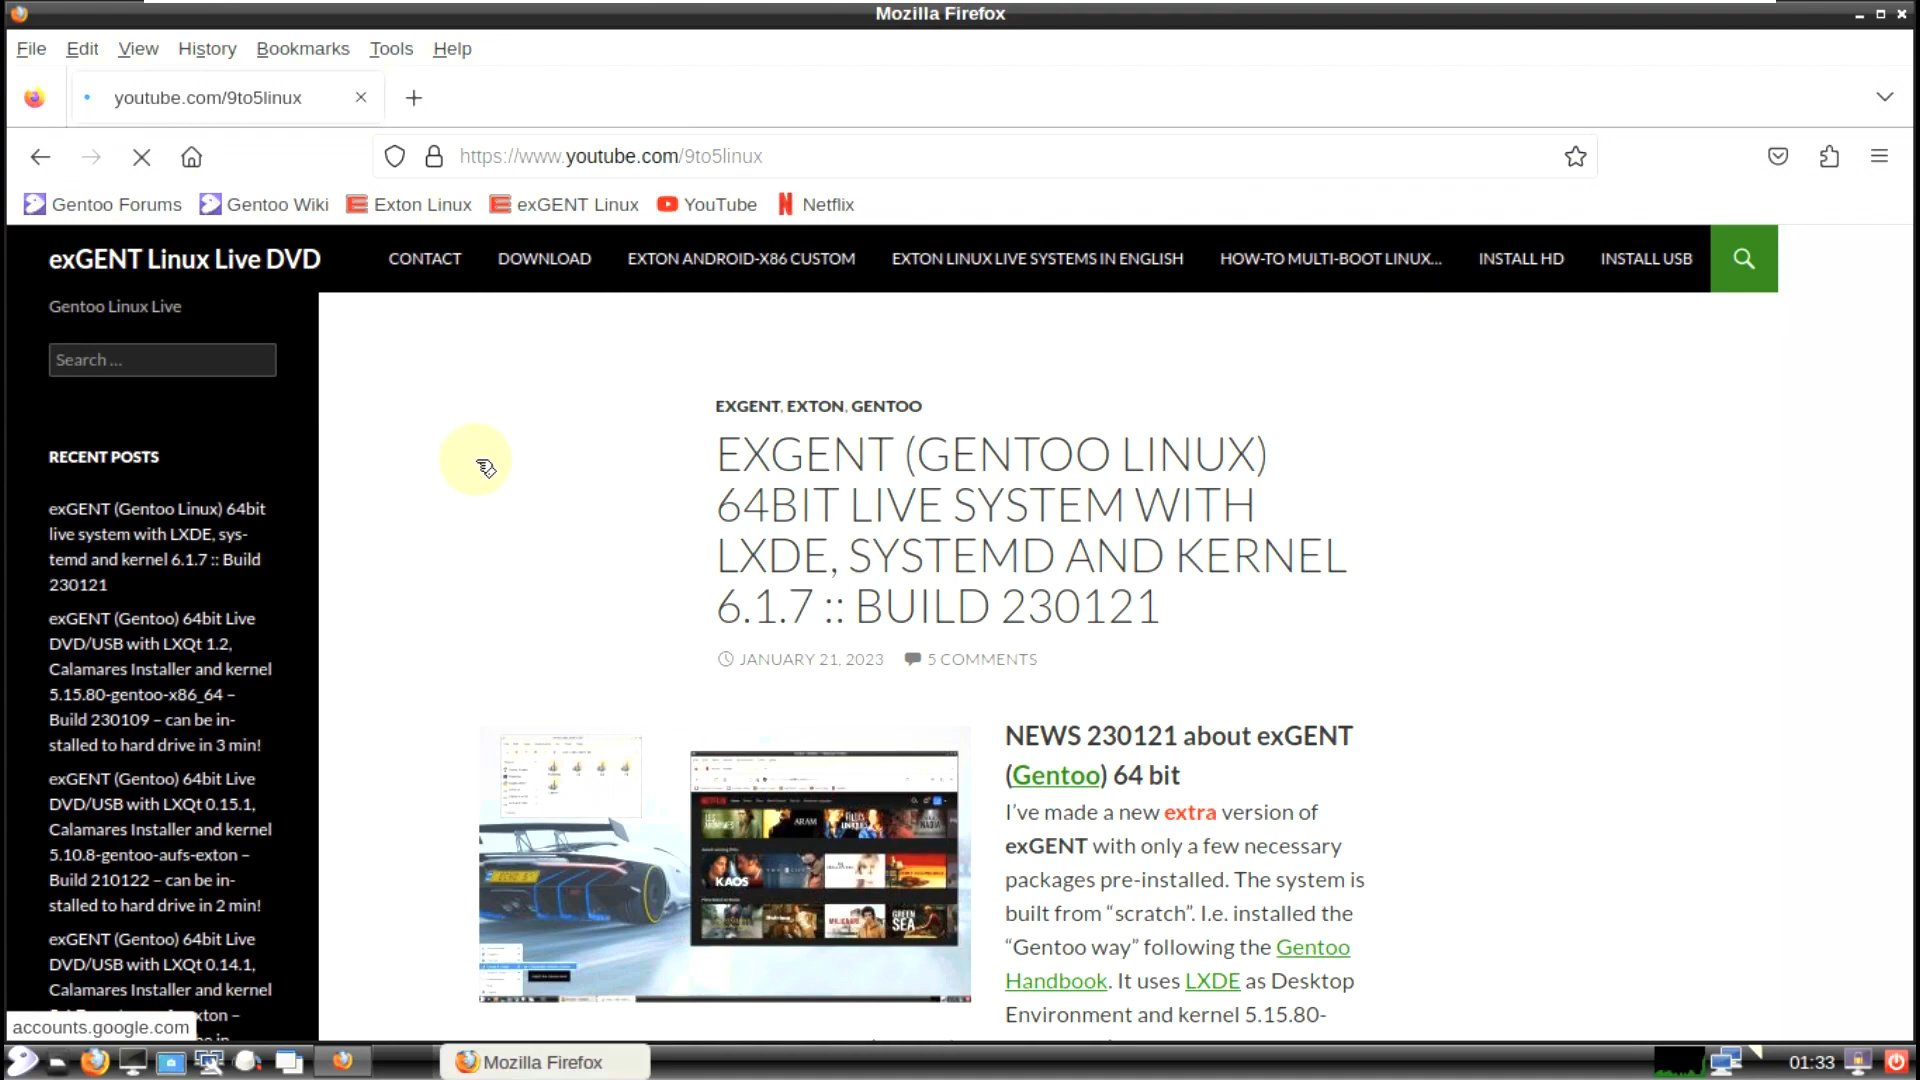 Mozilla Firefox
File Edit View History Bookmarks Tools Help
youtube.com/9to5linux
https://www.youtube.com/9to5linux
Gentoo Forums Gentoo Wiki Exton Linux exGENT Linux YouTube Netflix
exGENT Linux Live DVD CONTACT DOWNLOAD EXTON ANDROID-X86 CUSTOM EXTON LINUX LIVE SYSTEMS IN ENGLISH HOW-TO MULTI-BOOT LINUX... INSTALL HD INSTALL USB
Gentoo Linux Live
Search ...
RECENT POSTS
exGENT (Gentoo Linux) 64bit
live system with LXDE, sys-
temd and kernel 6.1.7 :: Build
230121
exGENT (Gentoo) 64bit Live
DVD/USB with LXQt 1.2,
Calamares Installer and kernel
5.15.80-gentoo-x86_64 –
Build 230109 – can be in-
stalled to hard drive in 3 min!
exGENT (Gentoo) 64bit Live
DVD/USB with LXQt 0.15.1,
Calamares Installer and kernel
5.10.8-gentoo-aufs-exton –
Build 210122 – can be in-
stalled to hard drive in 2 min!
exGENT (Gentoo) 64bit Live
DVD/USB with LXQt 0.14.1,
Calamares Installer and kernel
EXGENT, EXTON, GENTOO
EXGENT (GENTOO LINUX)
64BIT LIVE SYSTEM WITH
LXDE, SYSTEMD AND KERNEL
6.1.7 :: BUILD 230121
JANUARY 21, 2023 5 COMMENTS
KAOS
ARAM
GREEN
SEA
NEWS 230121 about exGENT
(Gentoo) 64 bit
I've made a new extra version of
exGENT with only a few necessary
packages pre-installed. The system is
built from “scratch”. I.e. installed the
“Gentoo way” following the Gentoo
Handbook. It uses LXDE as Desktop
Environment and kernel 5.15.80-
accounts.google.com
Mozilla Firefox
01:33